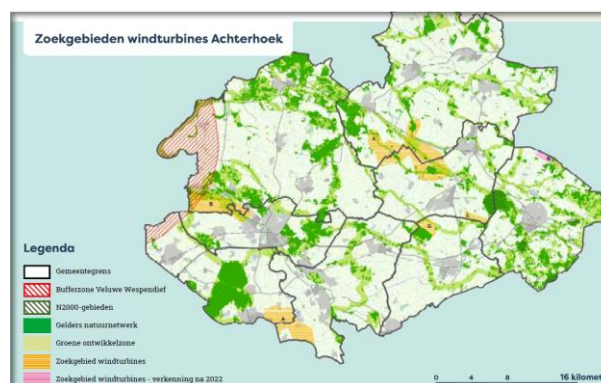 Zoekgebieden windturbines Achterhoek
Legenda
Gemeentegrens
Bufferzone Veluwe Wespendief
N2000-gebieden
Gelders natuurnetwerk
Groene ontwikkelzone
Zoekgebied windturbines
Zoekgebied windturbines - verkenning na 2022
B
A
G
0 4 8 16 kilomet